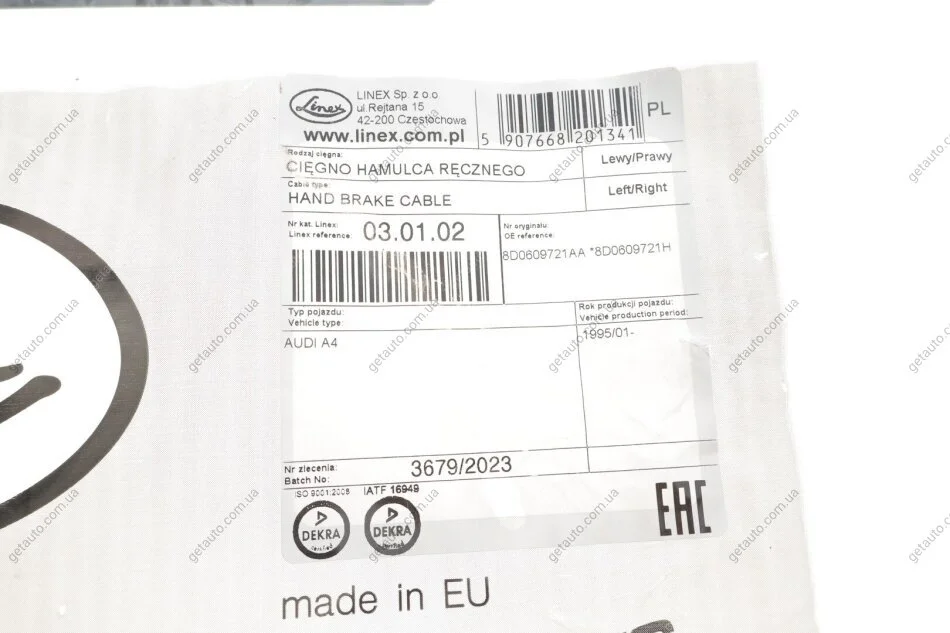 Linex
LINEX Sp. z o.o
ul. Rejtana 15
42-200 Częstochowa
www.linex.com.pl
5 907668 201341
PL
Rodzaj cięgna:
CIĘGNO HAMULCA RĘCZNEGO
Lewy/Prawy
Cable type:
HAND BRAKE CABLE
Left/Right
Nr kat. Linex:
Linex reference:
03.01.02
Nr oryginału:
OE reference:
8D0609721AA *8D0609721H
Typ pojazdu:
Vehicle type:
Rok produkcji pojazdu:
Vehicle production period:
AUDI A4
1995/01-
Nr zlecenia:
Batch No:
3679/2023
ISO 9001:2008
IATF 16949
DEKRA
certified
DEKRA
certified
EAC
made in EU
getauto.com.ua